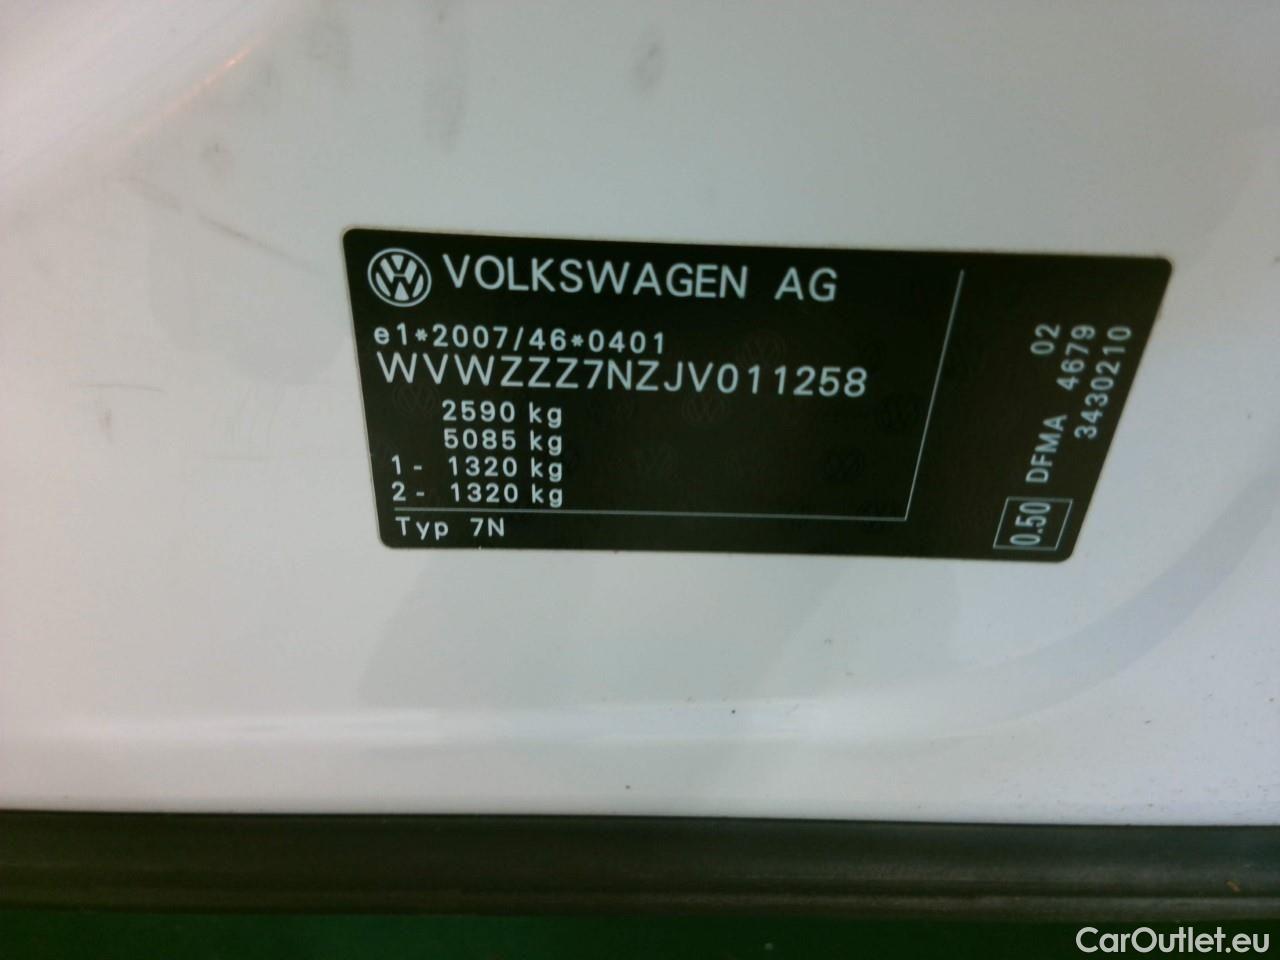 VOLKSWAGEN AG
e1*2007/46*0401
WVWZZZ7NZJV011258
2590 kg
5085 kg
1- 1320 kg
2- 1320 kg
Typ 7N
0.50 DFMA 4679 02
3430210
CarOutlet.eu